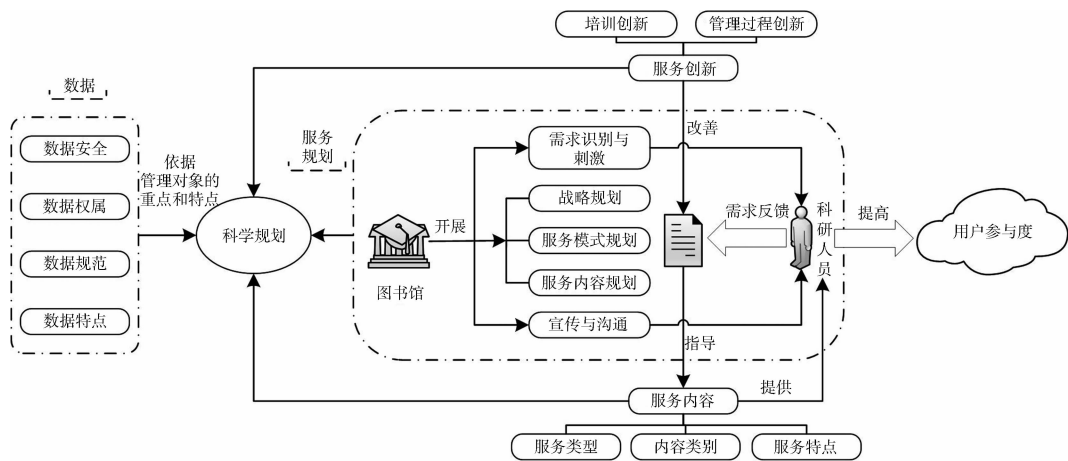 培训创新
管理过程创新
服务创新
数据
数据安全
数据权属
数据规范
数据特点
依据
管理对象的
重点和特点
科学规划
服务
规划
图书馆
开展
需求识别与
刺激
战略规划
服务模式规划
服务内容规划
宣传与沟通
改善
需求反馈
科研人员
提高
用户参与度
指导
服务内容
提供
服务类型
内容类别
服务特点